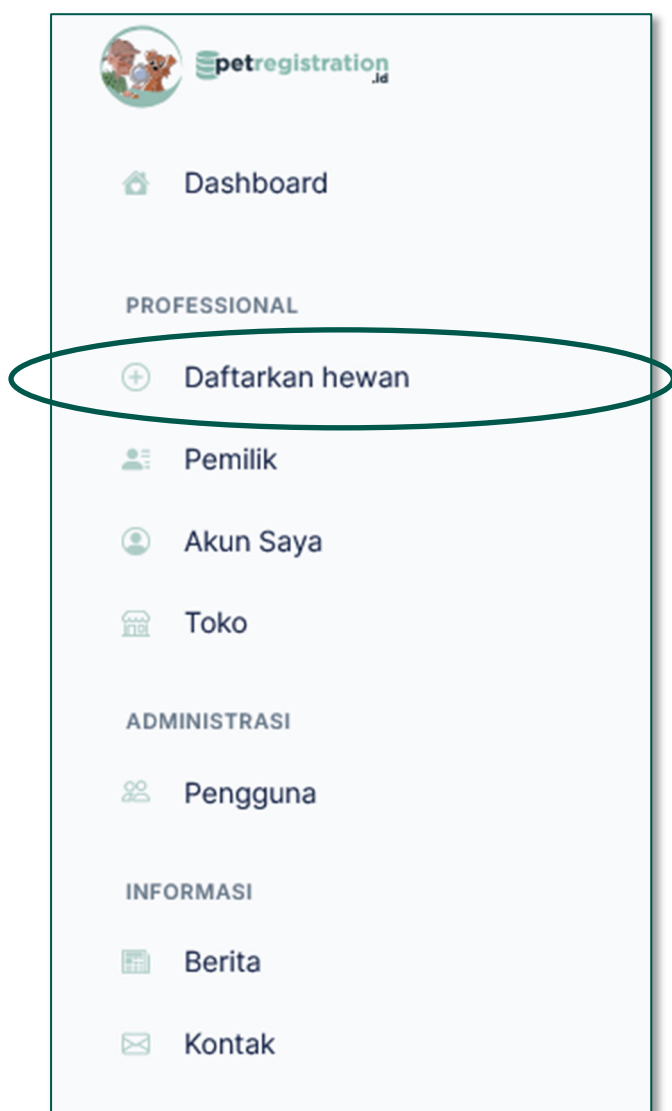 petregistration
.id
Dashboard
PROFESSIONAL
Daftarkan hewan
Pemilik
Akun Saya
Toko
ADMINISTRASI
Pengguna
INFORMASI
Berita
Kontak